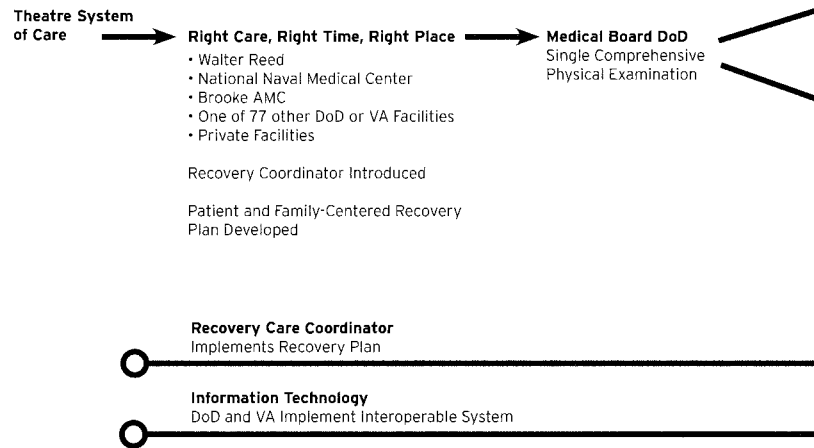 Theatre System
of Care
Right Care, Right Time, Right Place
• Walter Reed
• National Naval Medical Center
• Brooke AMC
• One of 77 other DoD or VA Facilities
• Private Facilities
Recovery Coordinator Introduced
Patient and Family-Centered Recovery
Plan Developed
Medical Board DoD
Single Comprehensive
Physical Examination
Recovery Care Coordinator
Implements Recovery Plan
Information Technology
DoD and VA Implement Interoperable System